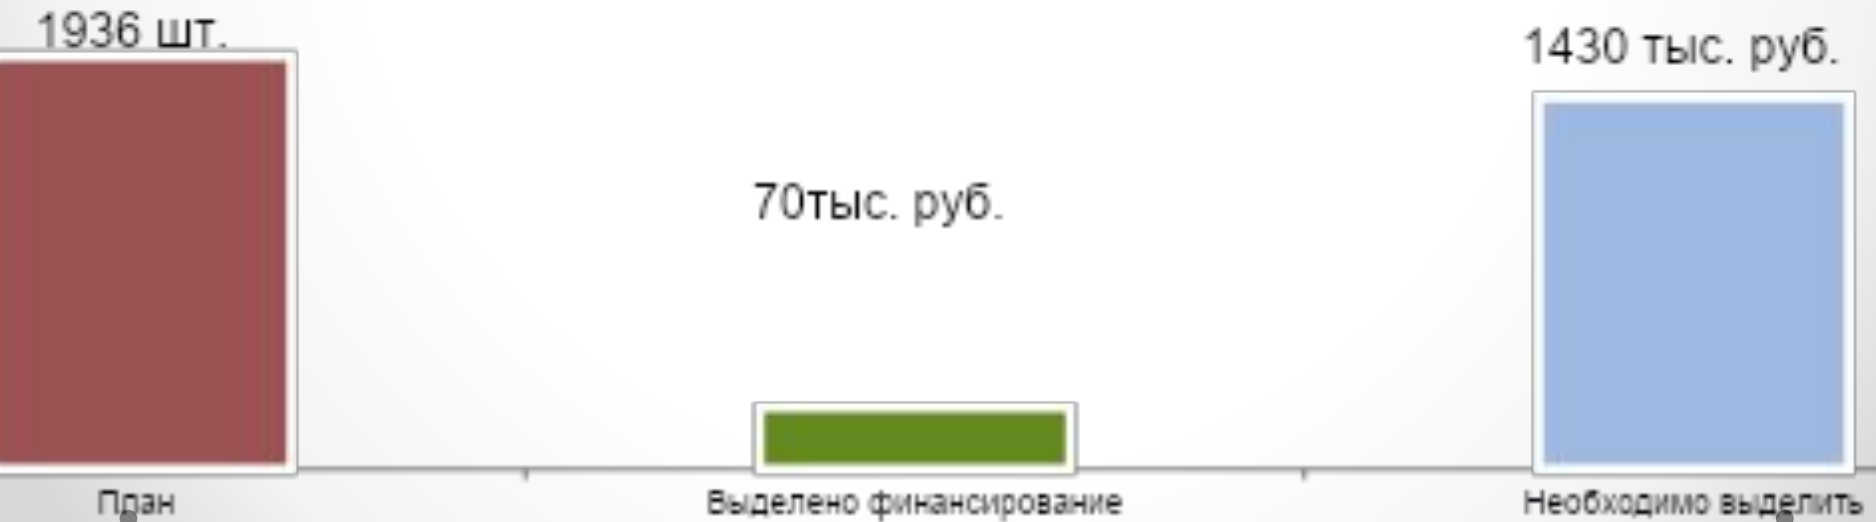 1936 шт.
1430 тыс. руб.
70тыс. руб.
План
Выделено финансирование
Необходимо выделить